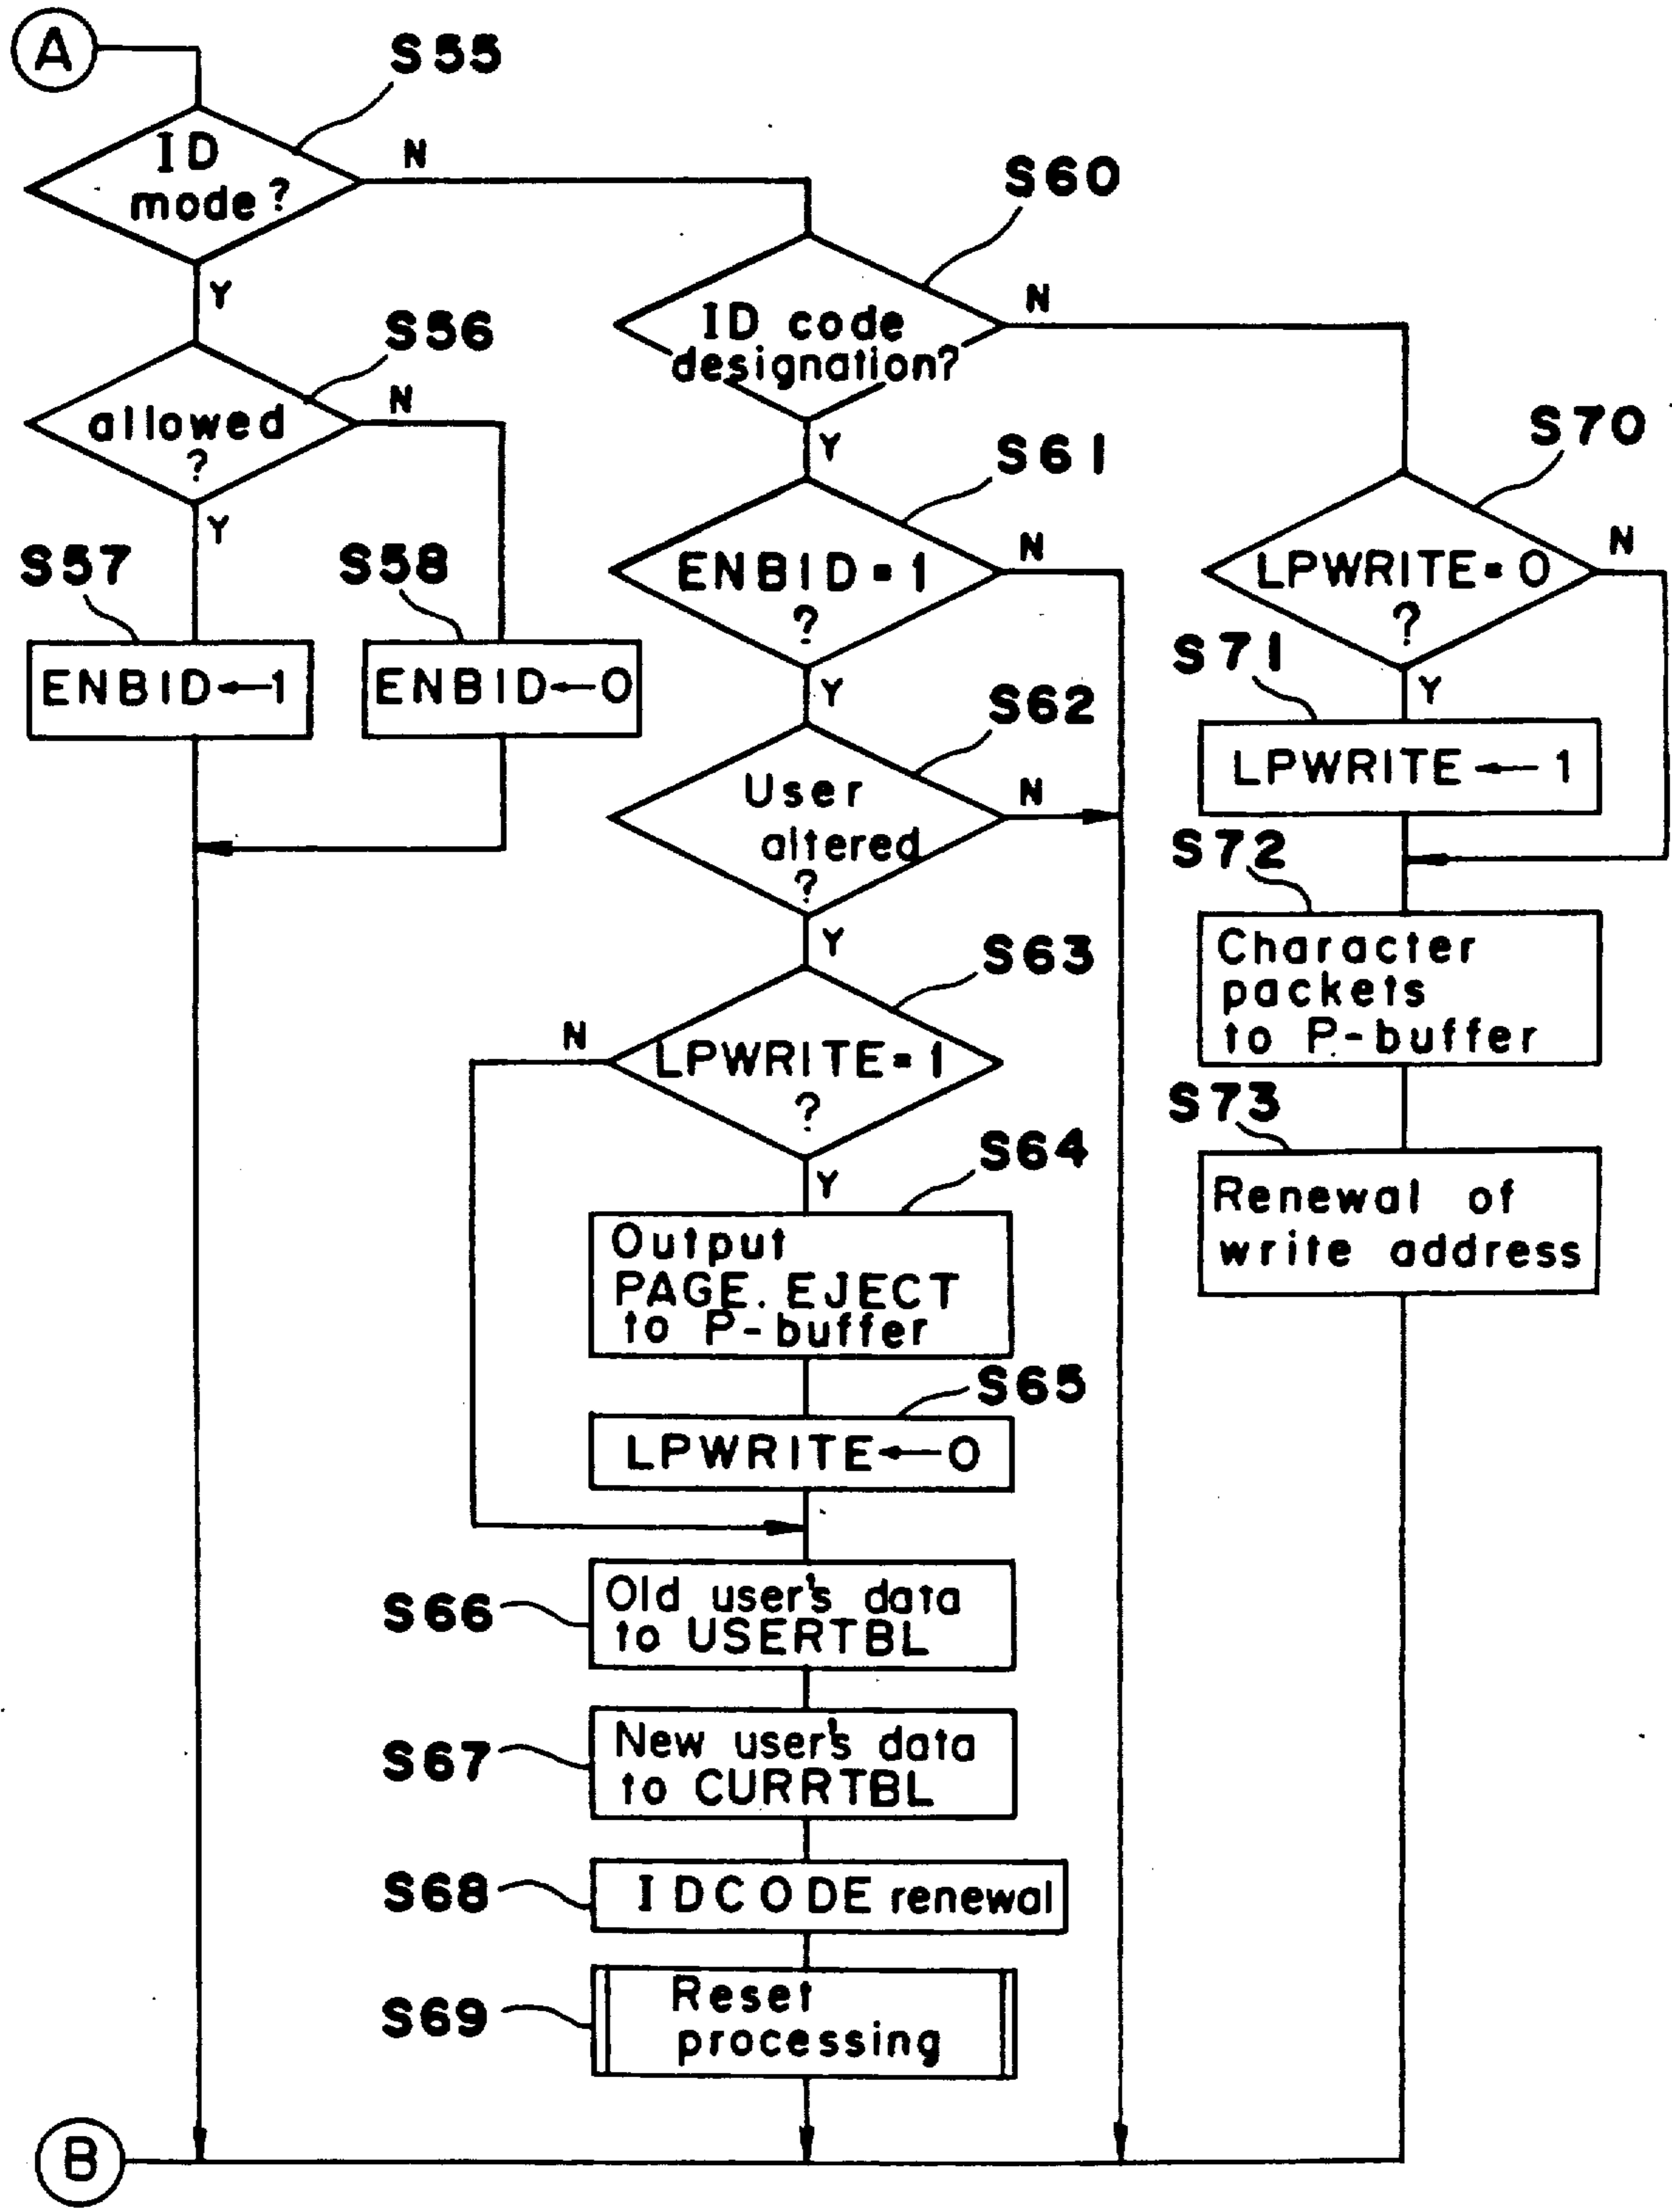 A
S55
ID
mode?
N
Y
S56
allowed
?
N
Y
S57
ENBID←1
S58
ENBID←0
S60
ID code
designation?
N
Y
S61
ENBID=1
?
N
Y
S62
User
altered
?
N
Y
S63
LPWRITE=1
?
N
Y
S64
Output
PAGE. EJECT
to P-buffer
S65
LPWRITE←0
S66
Old user's data
to USERTBL
S67
New user's data
to CURRTBL
S68
IDCODE renewal
S69
Reset
processing
S70
LPWRITE=0
?
N
Y
S71
LPWRITE←1
S72
Character
packets
to P-buffer
S73
Renewal of
write address
B